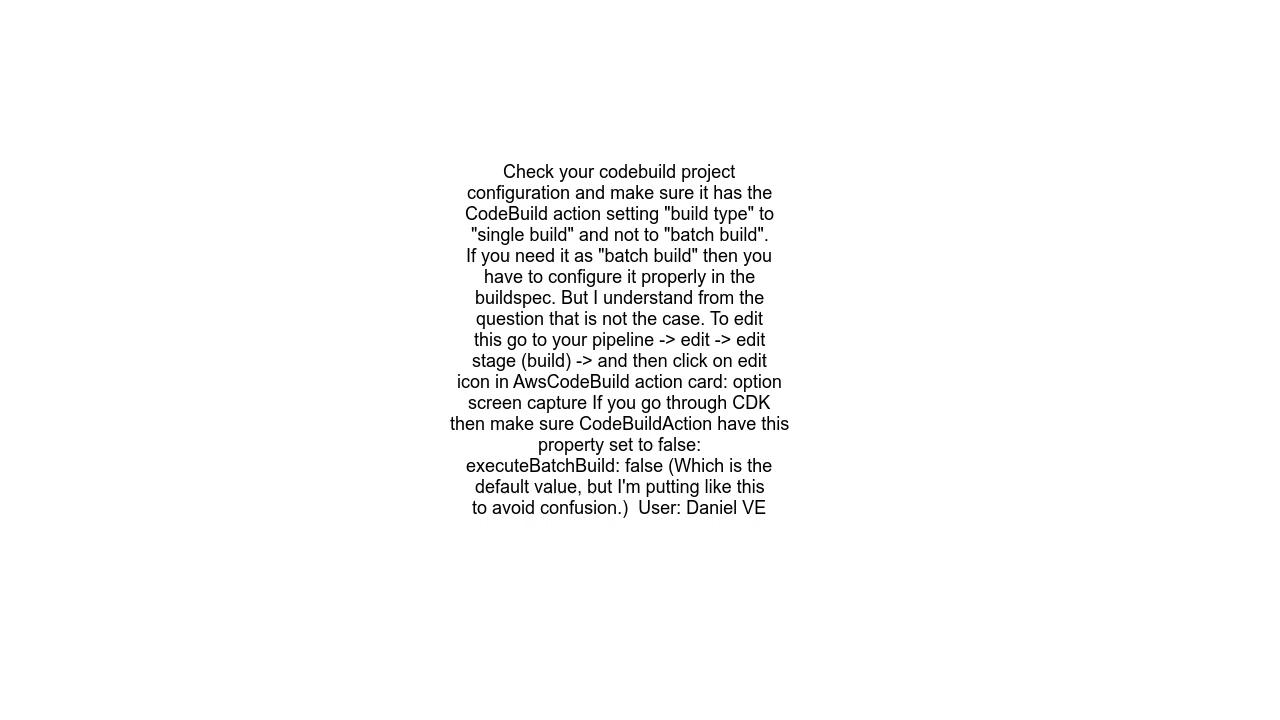 Check your codebuild project
configuration and make sure it has the
CodeBuild action setting "build type" to
"single build" and not to "batch build".
If you need it as "batch build" then you
have to configure it properly in the
buildspec. But I understand from the
question that is not the case. To edit
this go to your pipeline -> edit -> edit
stage (build) -> and then click on edit
icon in AwsCodeBuild action card: option
screen capture If you go through CDK
then make sure CodeBuildAction have this
property set to false:
executeBatchBuild: false (Which is the
default value, but I'm putting like this
to avoid confusion.)  User: Daniel VE